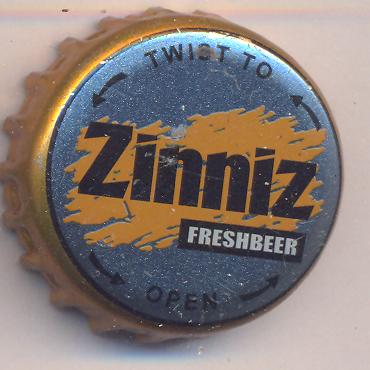 TWIST TO
Zinniz
FRESHBEER
OPEN